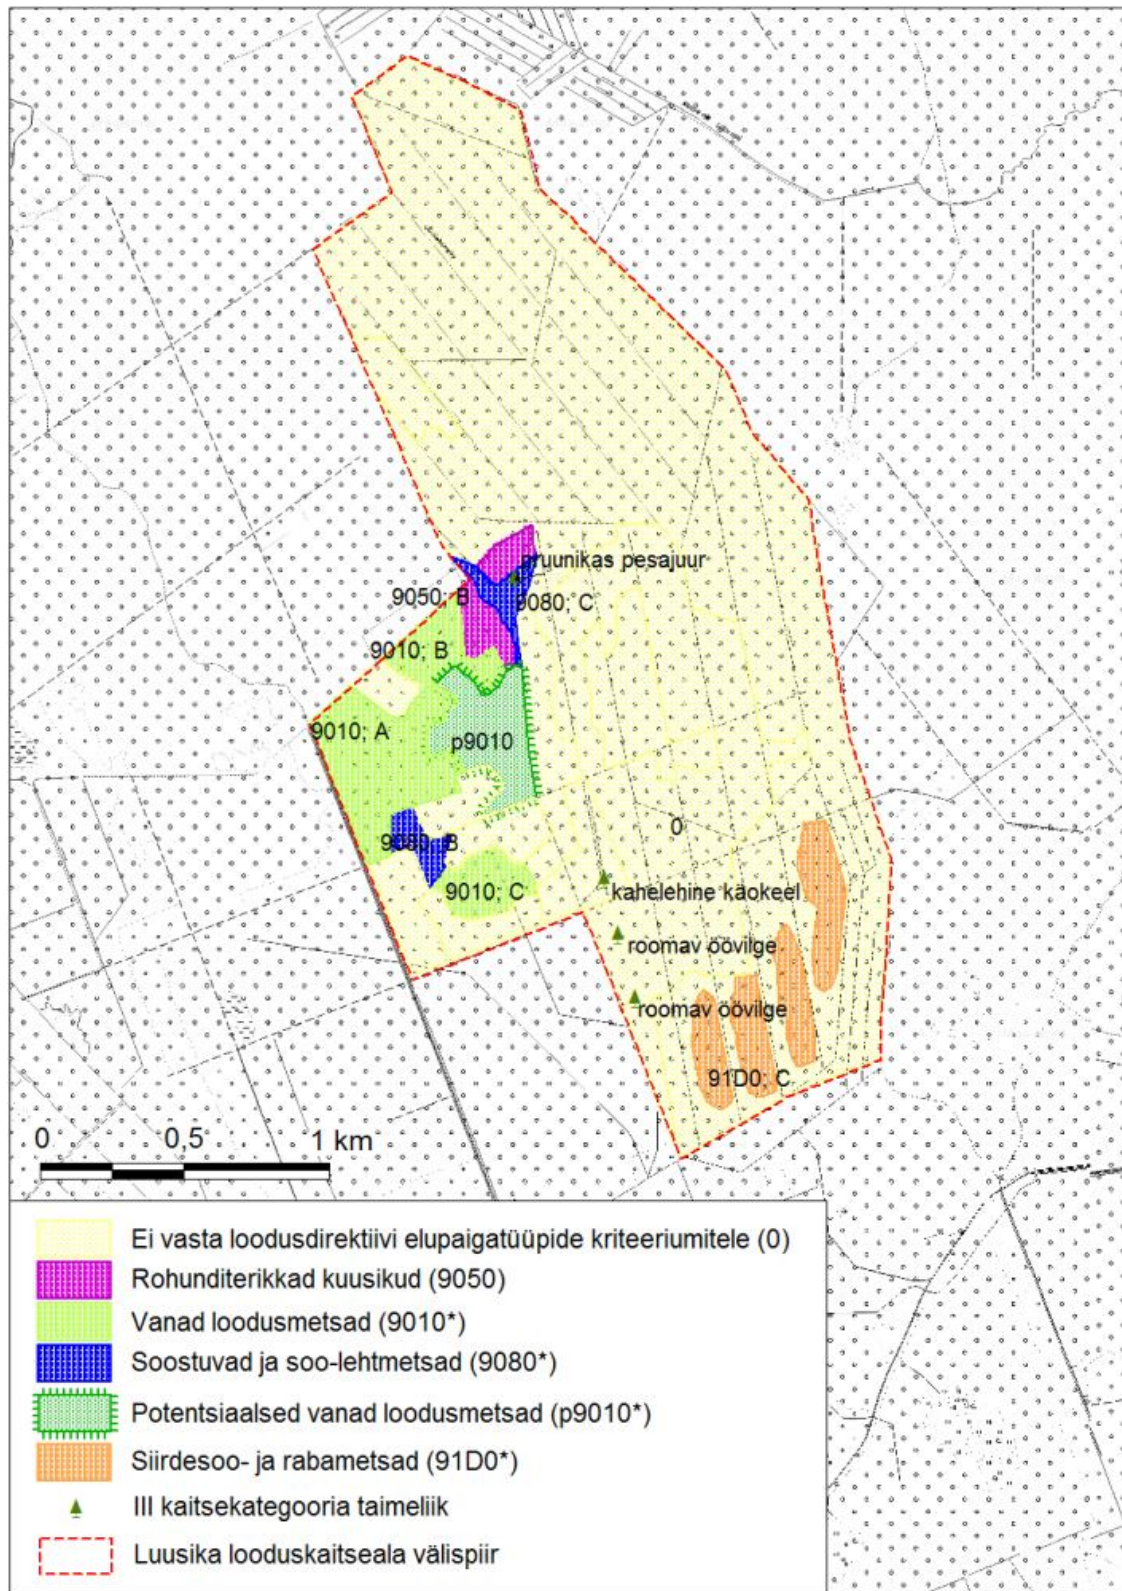 pruunikas pesajuur
9050; B
9080; C
9010; B
9010; A
p9010
0
9080; B
9010; C
kahelehine käokeel
roomav öövilge
roomav öövilge
91D0; C
0 0,5 1 km
Ei vasta loodusdirektiivi elupaigatüüpide kriteeriumitele (0)
Rohunditerikkad kuusikud (9050)
Vanad loodusmetsad (9010*)
Soostuvad ja soo-lehtmetsad (9080*)
Potentsiaalsed vanad loodusmetsad (p9010*)
Siirdesoo- ja rabametsad (91D0*)
III kaitsekategooria taimeliik
Luusika looduskaitseala välispiir